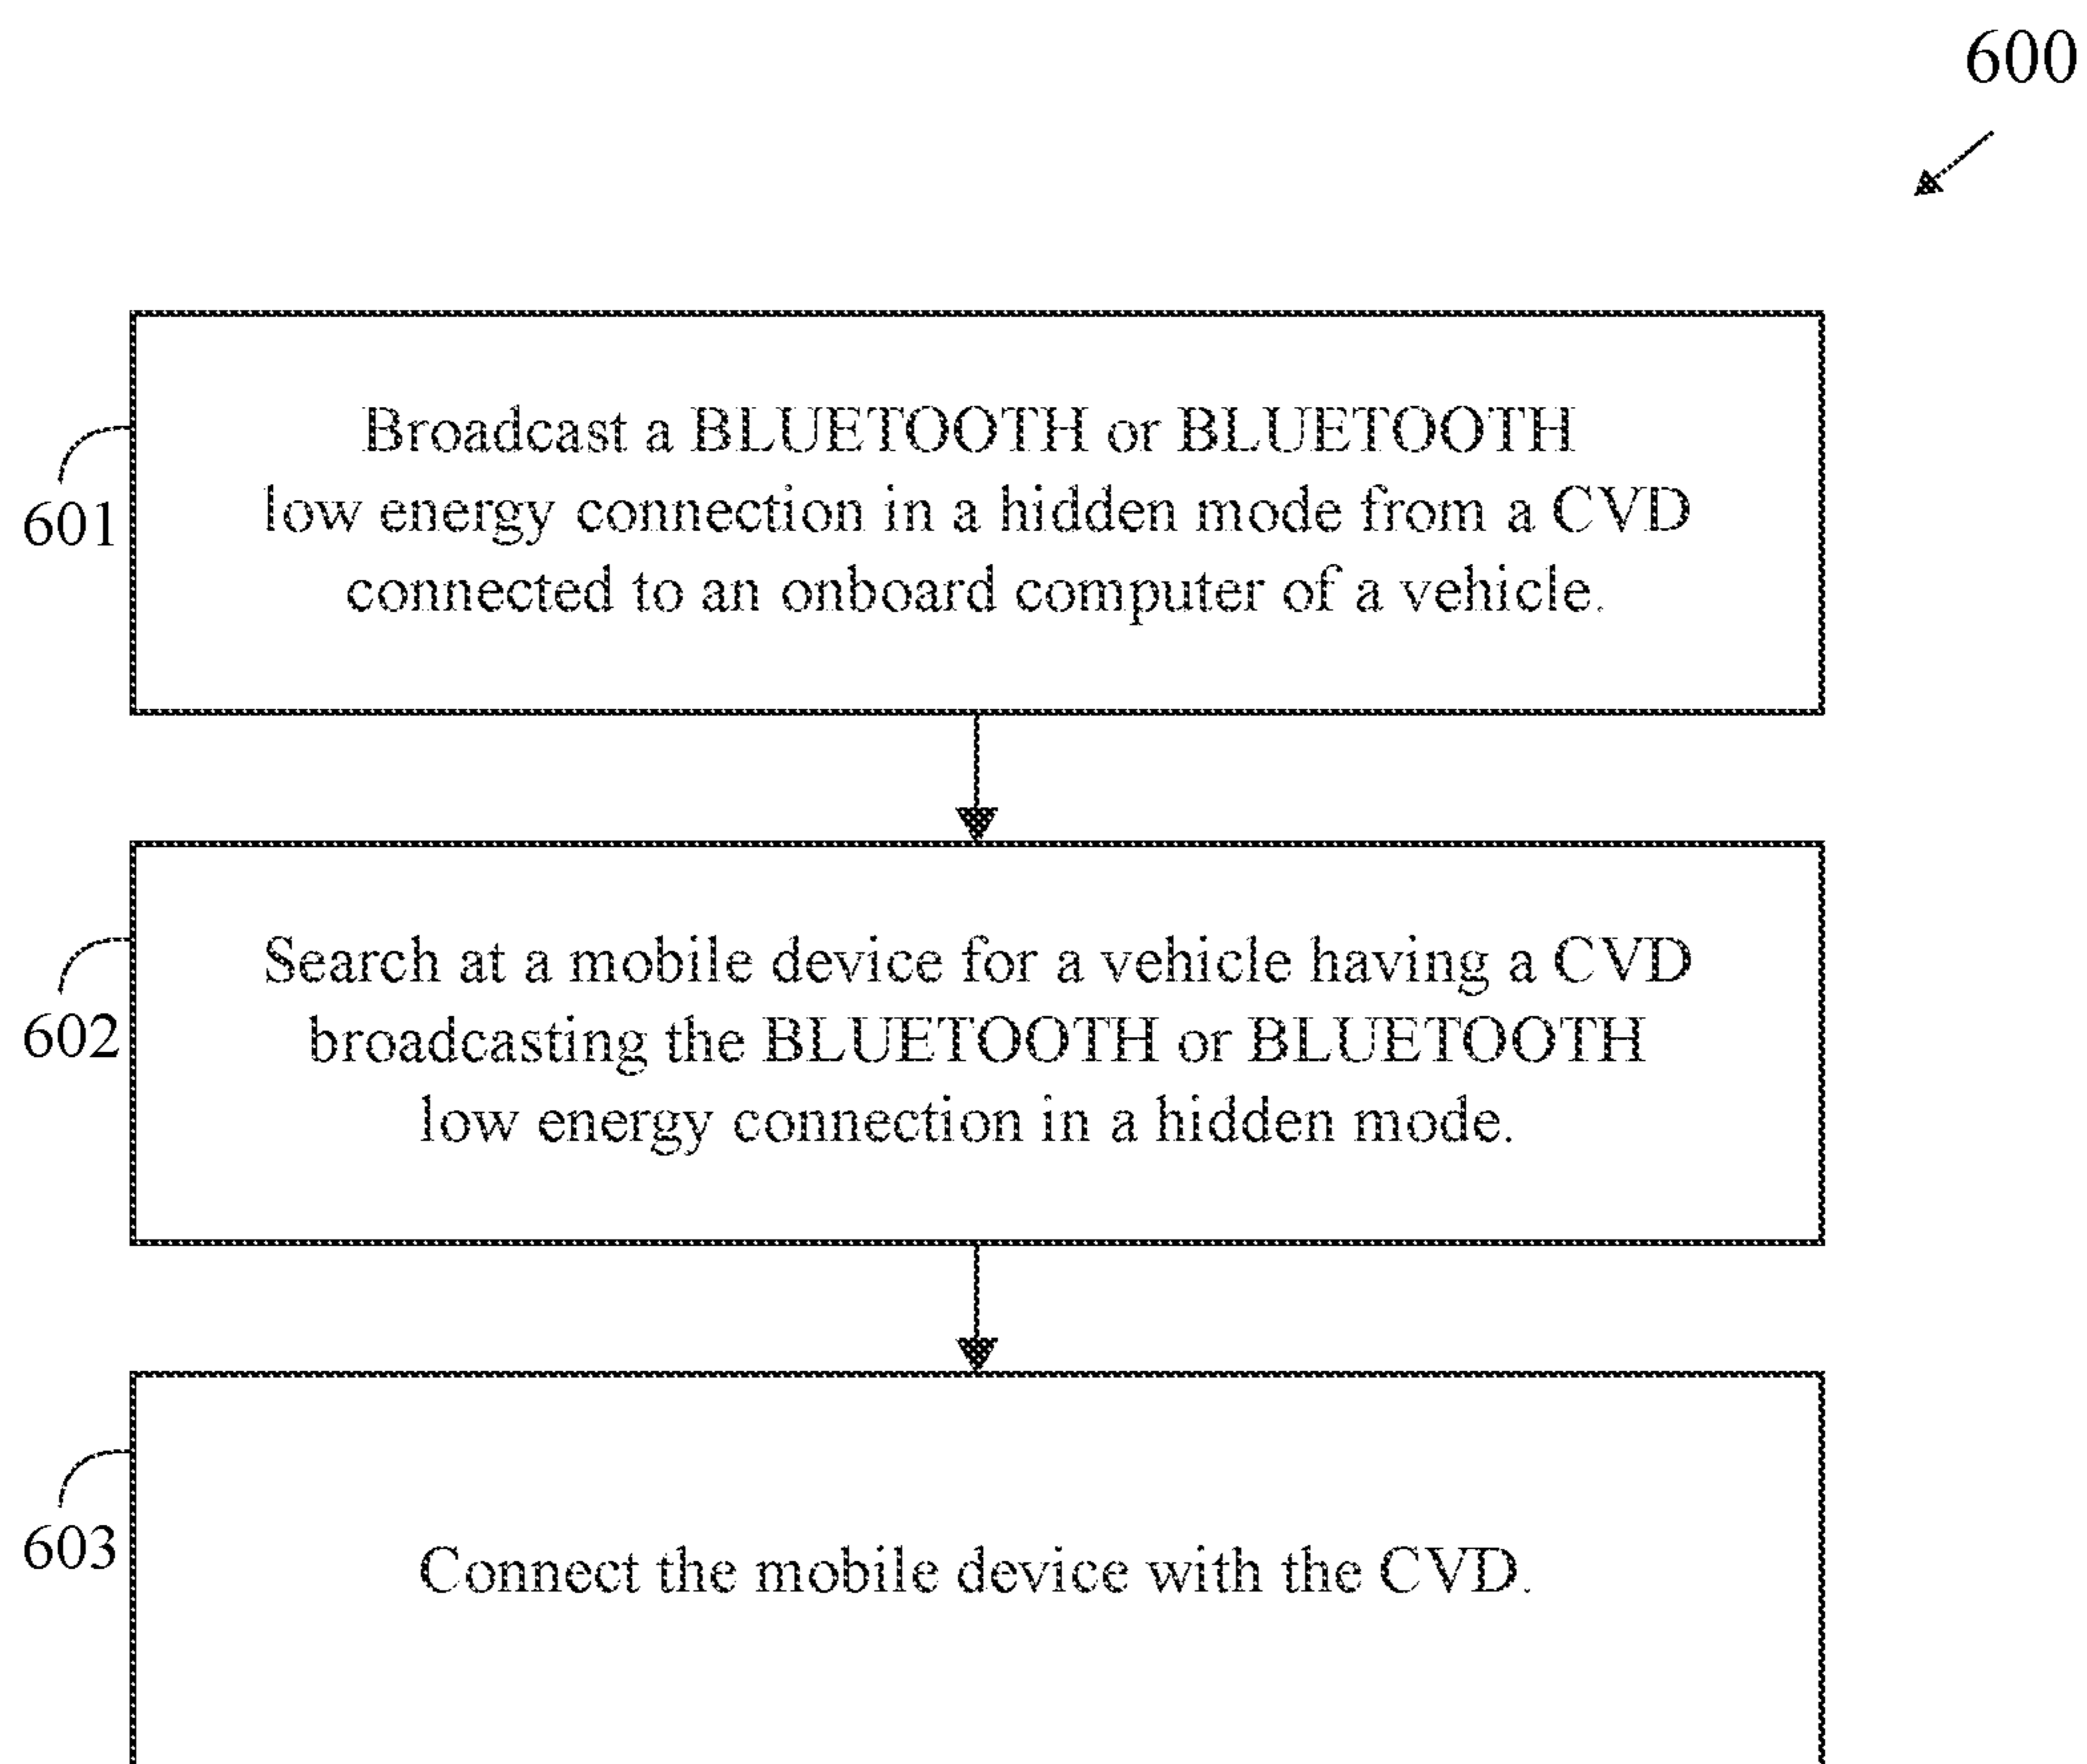 600
Broadcast a BLUETOOTH or BLUETOOTH
low energy connection in a hidden mode from a CVD
connected to an onboard computer of a vehicle.
601
Search at a mobile device for a vehicle having a CVD
broadcasting the BLUETOOTH or BLUETOOTH
low energy connection in a hidden mode.
602
Connect the mobile device with the CVD.
603